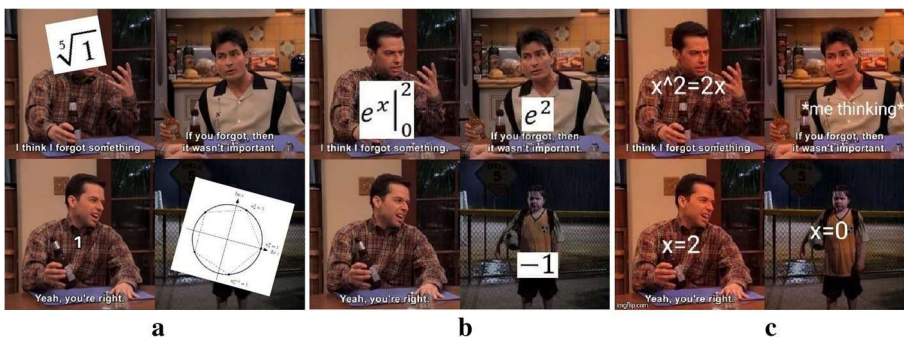 ⁵√1
I think I forgot something.
If you forgot, then
it wasn't important.
1
Yeah, you're right.
e^x|₀²
I think I forgot something.
e²
If you forgot, then
it wasn't important.
Yeah, you're right.
-1
x^2=2x
I think I forgot something.
*me thinking*
If you forgot, then
it wasn't important.
x=2
Yeah, you're right.
x=0
imgflip.com
a
b
c